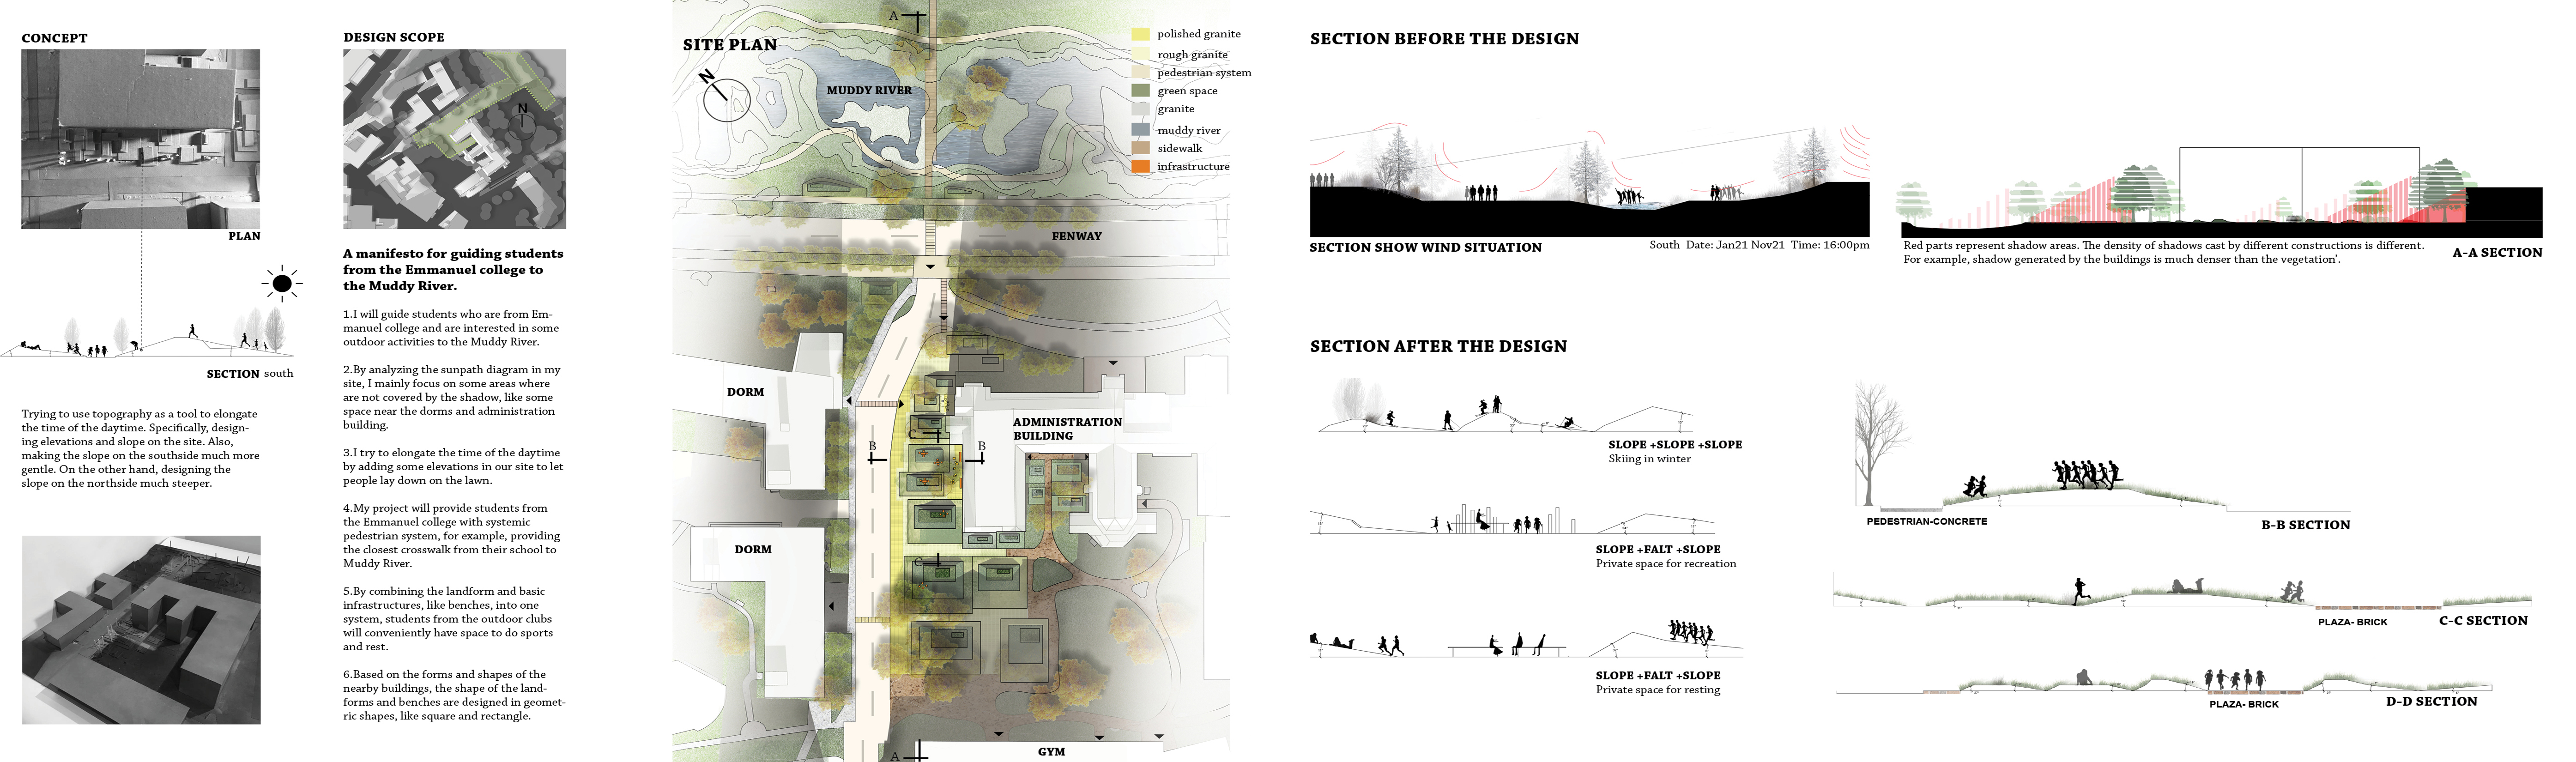 CONCEPT
PLAN
SECTION south
Trying to use topography as a tool to elongate
the time of the daytime. Specifically, design-
ing elevations and slope on the site. Also,
making the slope on the southside much more
gentle. On the other hand, designing the
slope on the northside much steeper.
DESIGN SCOPE
N
A manifesto for guiding students
from the Emmanuel college to
the Muddy River.
1.I will guide students who are from Em-
manuel college and are interested in some
outdoor activities to the Muddy River.
2.By analyzing the sunpath diagram in my
site, I mainly focus on some areas where
are not covered by the shadow, like some
space near the dorms and administration
building.
3.I try to elongate the time of the daytime
by adding some elevations in our site to let
people lay down on the lawn.
4.My project will provide students from
the Emmanuel college with systemic
pedestrian system, for example, providing
the closest crosswalk from their school to
Muddy River.
5.By combining the landform and basic
infrastructures, like benches, into one
system, students from the outdoor clubs
will conveniently have space to do sports
and rest.
6.Based on the forms and shapes of the
nearby buildings, the shape of the land-
forms and benches are designed in geomet-
ric shapes, like square and rectangle.
SITE PLAN
N
A
polished granite
rough granite
pedestrian system
green space
granite
muddy river
sidewalk
infrastructure
MUDDY RIVER
FENWAY
DORM
ADMINISTRATION
BUILDING
C
B
B
DORM
C
GYM
A
SECTION BEFORE THE DESIGN
SECTION SHOW WIND SITUATION
South Date: Jan21 Nov21 Time: 16:00pm
Red parts represent shadow areas. The density of shadows cast by different constructions is different.
For example, shadow generated by the buildings is much denser than the vegetation'.
A-A SECTION
SECTION AFTER THE DESIGN
SLOPE +SLOPE +SLOPE
Skiing in winter
SLOPE +FALT +SLOPE
Private space for recreation
SLOPE +FALT +SLOPE
Private space for resting
PEDESTRIAN-CONCRETE
B-B SECTION
PLAZA- BRICK
C-C SECTION
PLAZA- BRICK
D-D SECTION